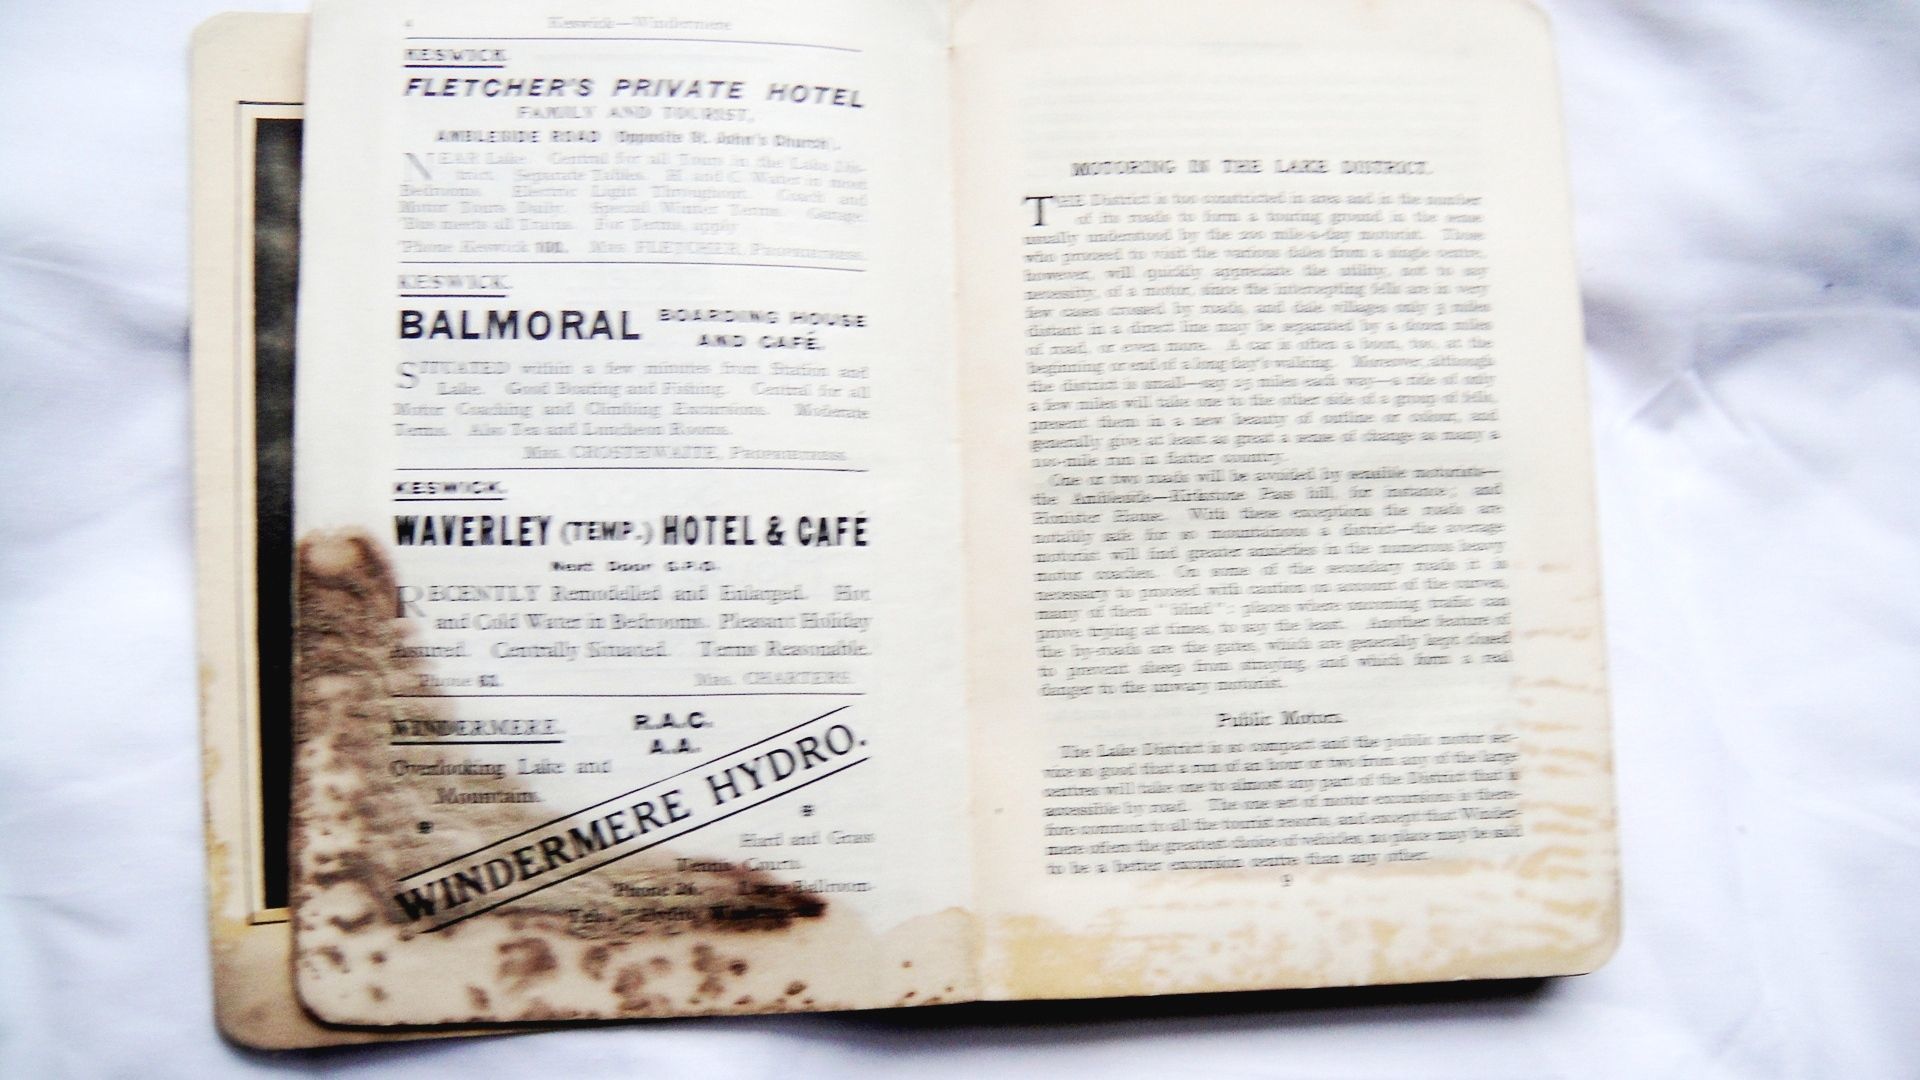 4 Keswick—Windermere
KESWICK.
FLETCHER'S PRIVATE HOTEL
FAMILY AND TOURIST,
AMBLESIDE ROAD (Opposite St. John's Church).
NEAR Lake. Central for all Tours in the Lake Dis-
trict. Separate Tables. H. and C. Water in most
Bedrooms. Electric Light Throughout. Coach and
Motor Tours Daily. Special Winter Terms. Garage.
'Bus meets all Trains. For Terms, apply
'Phone Keswick Mrs. FLETCHER, Proprietress.
KESWICK.
BALMORAL BOARDING HOUSE
AND CAFÉ.
SITUATED within a few minutes from Station and
Lake. Good Boating and Fishing. Central for all
Motor Coaching and Climbing Excursions. Moderate
Terms. Also Tea and Luncheon Rooms.
Mrs. CROSTHWAITE, Proprietress.
KESWICK.
WAVERLEY (TEMP.) HOTEL & CAFÉ
Next Door G.P.O.
RECENTLY Remodelled and Enlarged. Hot
and Cold Water in Bedrooms. Pleasant Holiday
Assured. Centrally Situated. Terms Reasonable.
'Phone Mrs. CHARTERS.
WINDERMERE. R.A.C.
A.A.
Overlooking Lake and
Mountains.
WINDERMERE HYDRO.
Hard and Grass
Tennis Courts.
'Phone 26. Large Ballroom
"Hydro,
MOTORING IN THE LAKE DISTRICT.
THE District is too constricted in area and in the number
of its roads to form a touring ground in the sense
usually understood by the 200 mile-a-day motorist. Those
who proceed to visit the various dales from a single centre,
however, will quickly appreciate the utility, not to say
necessity, of a motor, since the intercepting fells are in very
few cases crossed by roads, and dale villages only 3 miles
distant in a direct line may be separated by a dozen miles
of road, or even more. A car is often a boon, too, at the
beginning or end of a long day's walking. Moreover, although
the district is small—say 25 miles each way—a ride of only
a few miles will take one to the other side of a group of fells,
present them in a new beauty of outline or colour, and
generally give at least as great a sense of change as many a
100-mile run in flatter country.
One or two roads will be avoided by sensible motorists—
the Ambleside—Kirkstone Pass hill, for instance; and
Honister Hause. With these exceptions the roads are
notably safe for so mountainous a district—the average
motorist will find greater anxieties in the numerous heavy
motor coaches. On some of the secondary roads it is
necessary to proceed with caution on account of the curves,
many of them "blind": places where oncoming traffic can
prove trying at times, to say the least. Another feature of
the by-roads are the gates, which are generally kept closed
to prevent sheep from straying, and which form a real
danger to the unwary motorist.
Public Motors.
The Lake District is so compact and the public motor ser-
vice so good that a run of an hour or two from any of the large
centres will take one to almost any part of the District that is
accessible by road. The one set of motor excursions is there-
fore common to all the tourist resorts, and except that Winder-
mere offers the greatest choice of vehicles, no place may be said
to be a better excursion centre than any other.
9